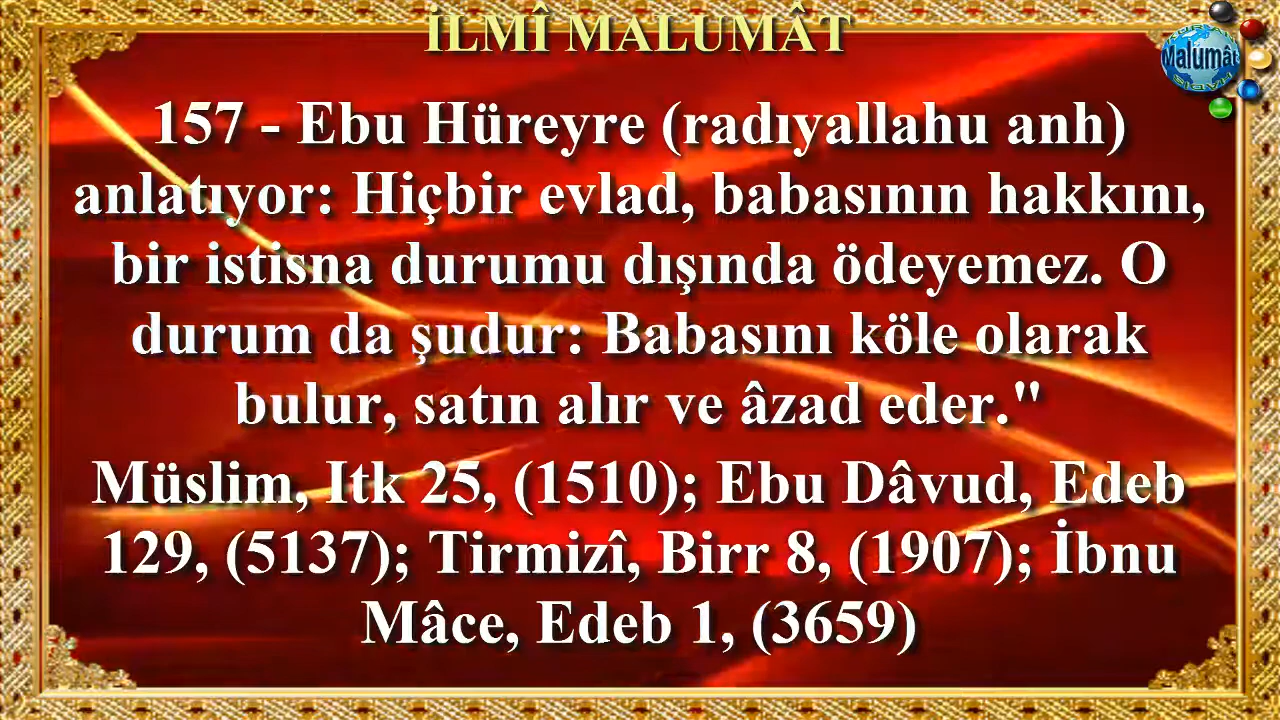 İLMÎ MALUMÂT
Malumât
157 - Ebu Hüreyre (radıyallahu anh)
anlatıyor: Hiçbir evlad, babasının hakkını,
bir istisna durumu dışında ödeyemez. O
durum da şudur: Babasını köle olarak
bulur, satın alır ve âzad eder."
Müslim, Itk 25, (1510); Ebu Dâvud, Edeb
129, (5137); Tirmizî, Birr 8, (1907); İbnu
Mâce, Edeb 1, (3659)